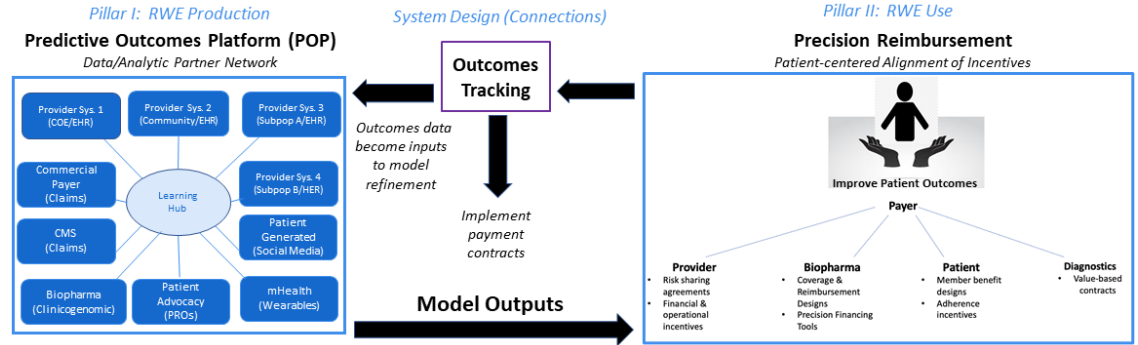 Pillar I:  RWE Production
Predictive Outcomes Platform (POP)
Data/Analytic Partner Network
Provider Sys. 1
(COE/EHR)
Provider Sys. 2
(Community/EHR)
Provider Sys. 3
(Subpop A/EHR)
Commercial
Payer
(Claims)
Provider Sys. 4
(Subpop B/HER)
Learning
Hub
CMS
(Claims)
Patient
Generated
(Social Media)
Biopharma
(Clinicogenomic)
Patient
Advocacy
(PROs)
mHealth
(Wearables)
System Design (Connections)
Outcomes
Tracking
Outcomes data
become inputs
to model
refinement
Implement
payment
contracts
Model Outputs
Pillar II:  RWE Use
Precision Reimbursement
Patient-centered Alignment of Incentives
Improve Patient Outcomes
Payer
Provider
• Risk sharing
agreements
• Financial &
operational
incentives
Biopharma
• Coverage &
Reimbursement
Designs
• Precision Financing
Tools
Patient
• Member benefit
designs
• Adherence
incentives
Diagnostics
• Value-based
contracts